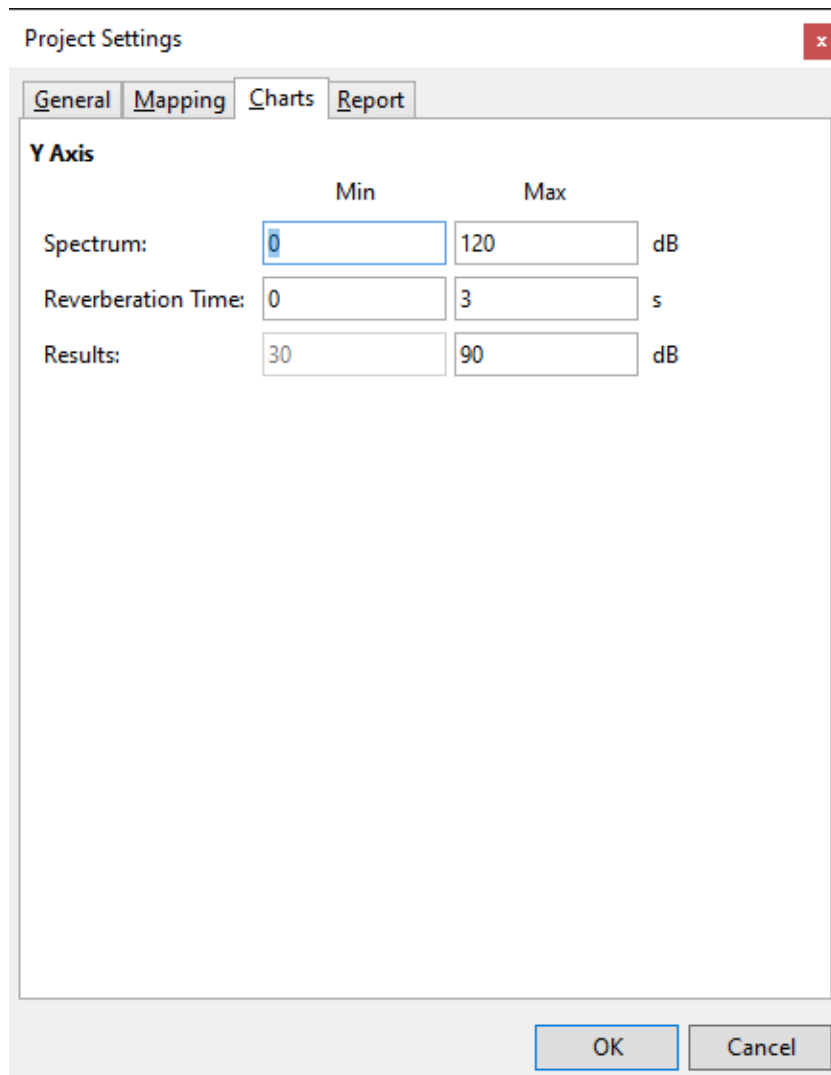 Project Settings
x
General Mapping Charts Report
Y Axis
Min Max
Spectrum: 0 120 dB
Reverberation Time: 0 3 s
Results: 30 90 dB
OK Cancel